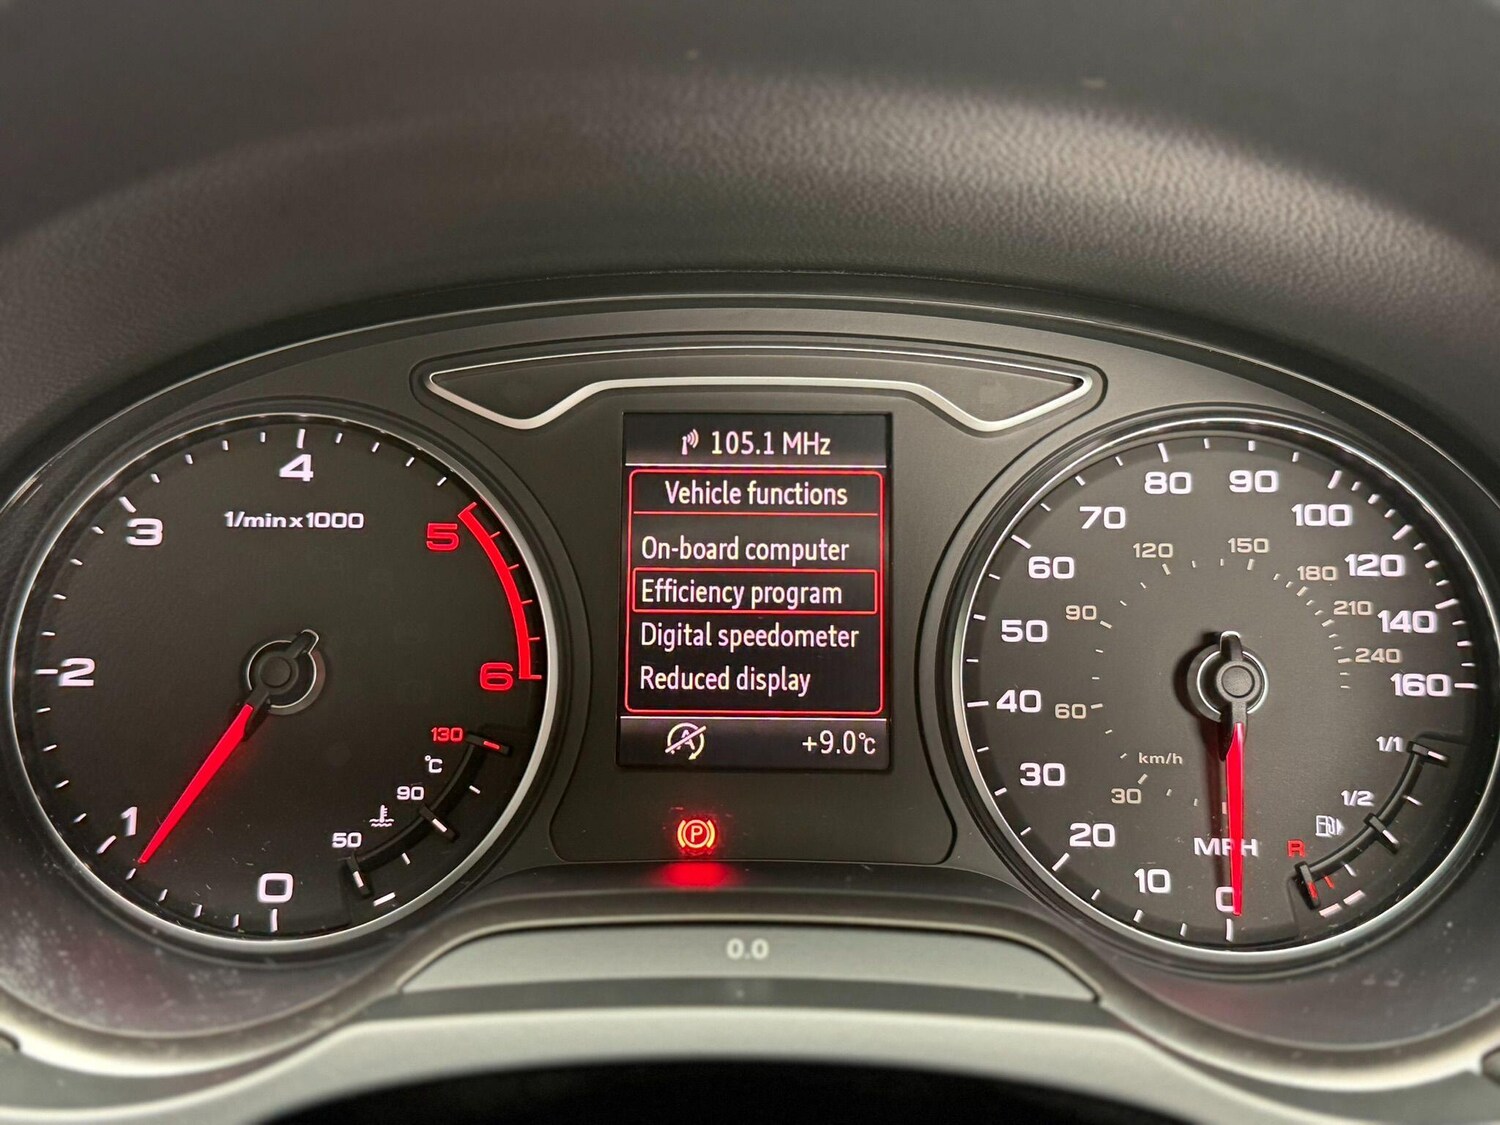 105.1 MHz
Vehicle functions
On-board computer
Efficiency program
Digital speedometer
Reduced display
+9.0°C
P
0.0
1/min x 1000
0
1
2
3
4
5
6
50
90
130
°C
MPH
0
10
20
30
40
50
60
70
80
90
100
120
140
160
km/h
30
60
90
120
150
180
210
240
R
1/2
1/1